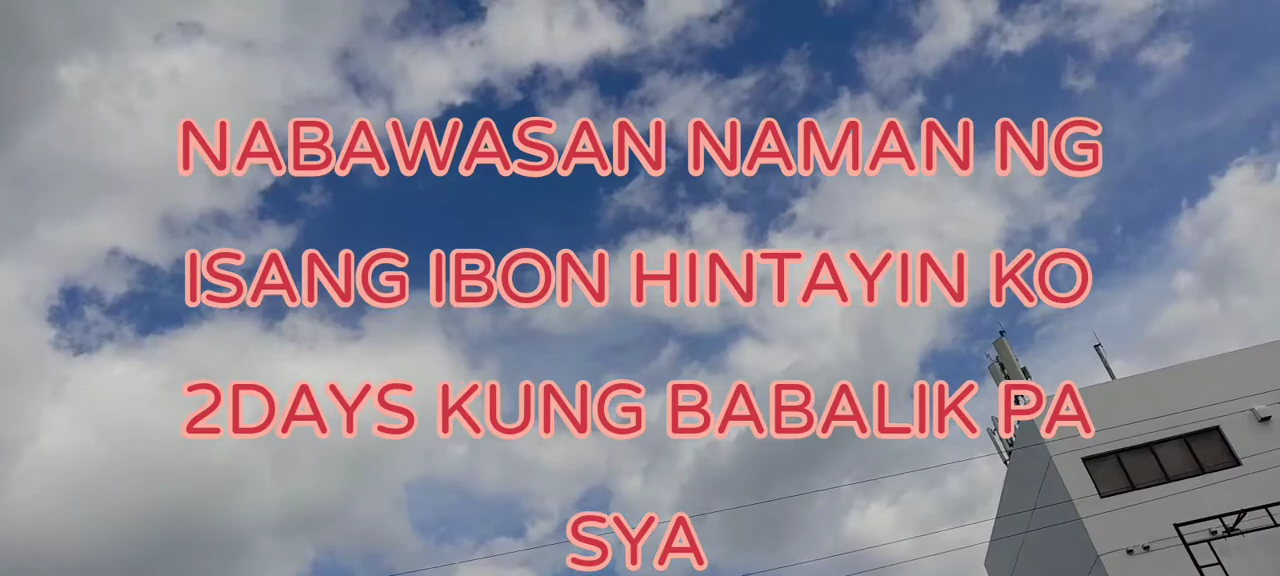 NABAWASAN NAMAN NG
ISANG IBON HINTAYIN KO
2DAYS KUNG BABALIK PA
SYA